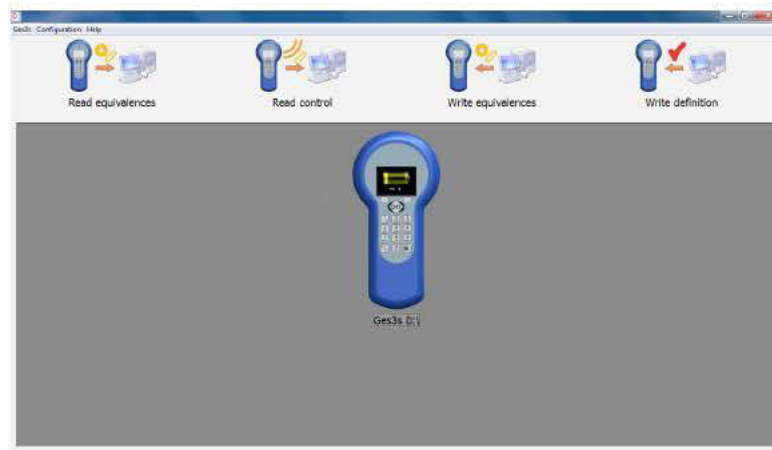 Ges3s Configuration Help
Read equivalences
Read control
Write equivalences
Write definition
Ges3s D:\